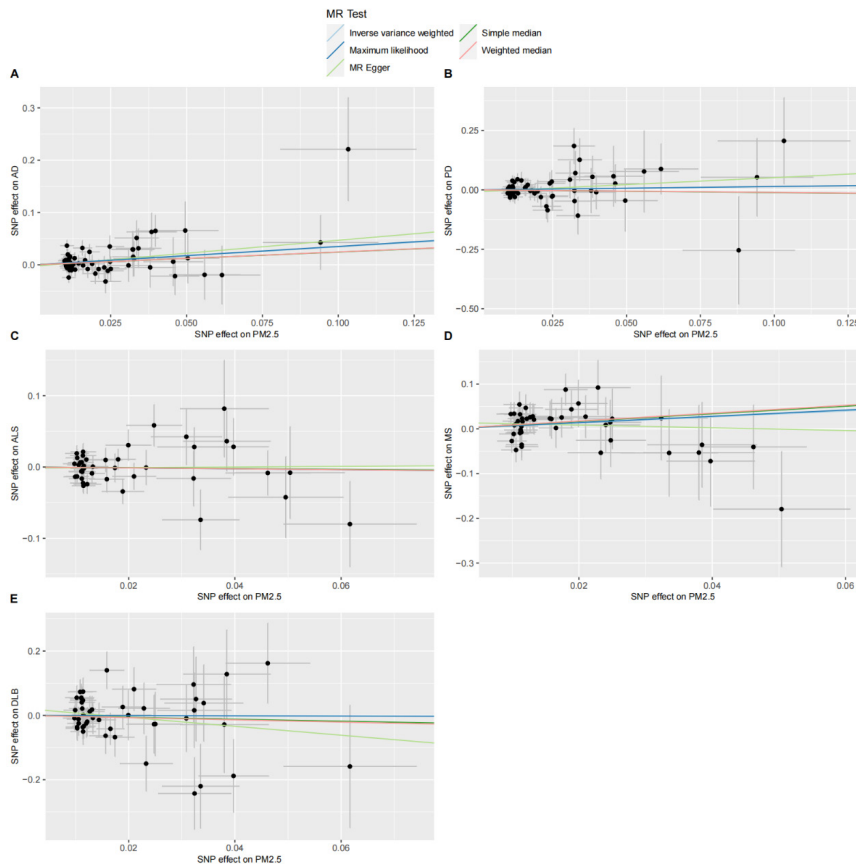 MR Test
Inverse variance weighted Simple median
Maximum likelihood Weighted median
MR Egger
A
0.3
0.2
0.1
0.0
SNP effect on AD
0.025 0.050 0.075 0.100 0.125
SNP effect on PM2.5
B
0.25
0.00
-0.25
-0.50
SNP effect on PD
0.025 0.050 0.075 0.100 0.125
SNP effect on PM2.5
C
0.1
0.0
-0.1
SNP effect on ALS
0.02 0.04 0.06
SNP effect on PM2.5
D
0.1
0.0
-0.1
-0.2
-0.3
SNP effect on MS
0.02 0.04 0.06
SNP effect on PM2.5
E
0.2
0.0
-0.2
SNP effect on DLB
0.02 0.04 0.06
SNP effect on PM2.5